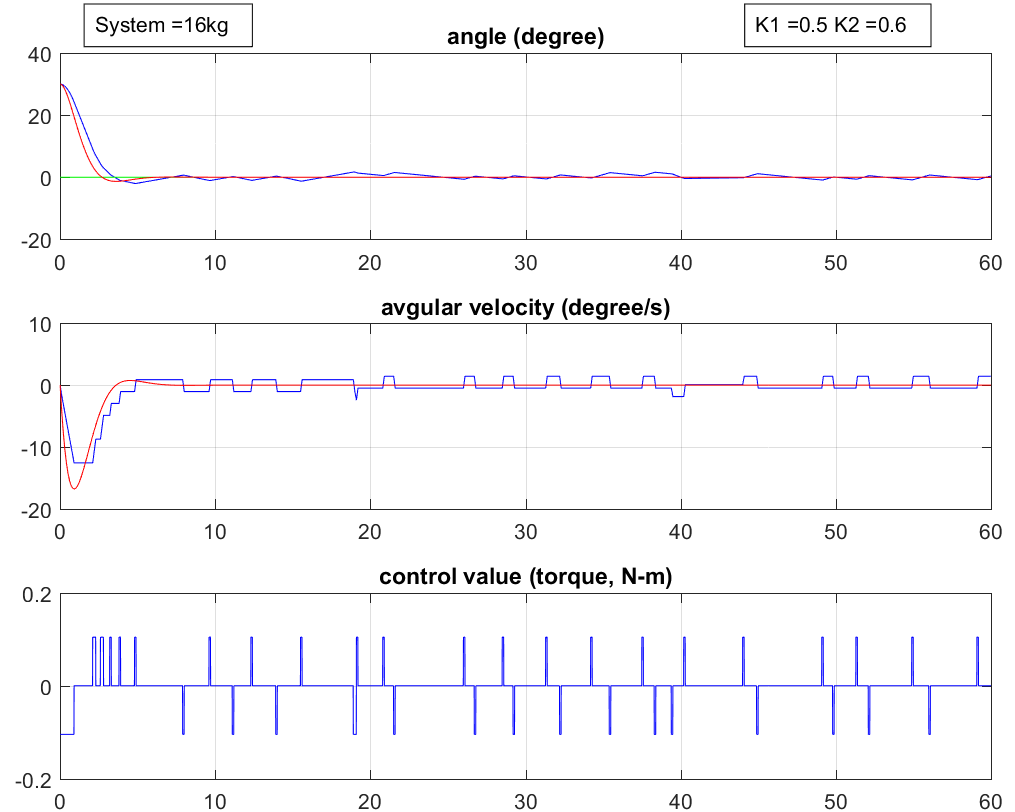 System =16kg
K1 =0.5 K2 =0.6
angle (degree)
40
20
0
-20
0 10 20 30 40 50 60
avgular velocity (degree/s)
10
0
-10
-20
0 10 20 30 40 50 60
control value (torque, N-m)
0.2
0
-0.2
0 10 20 30 40 50 60